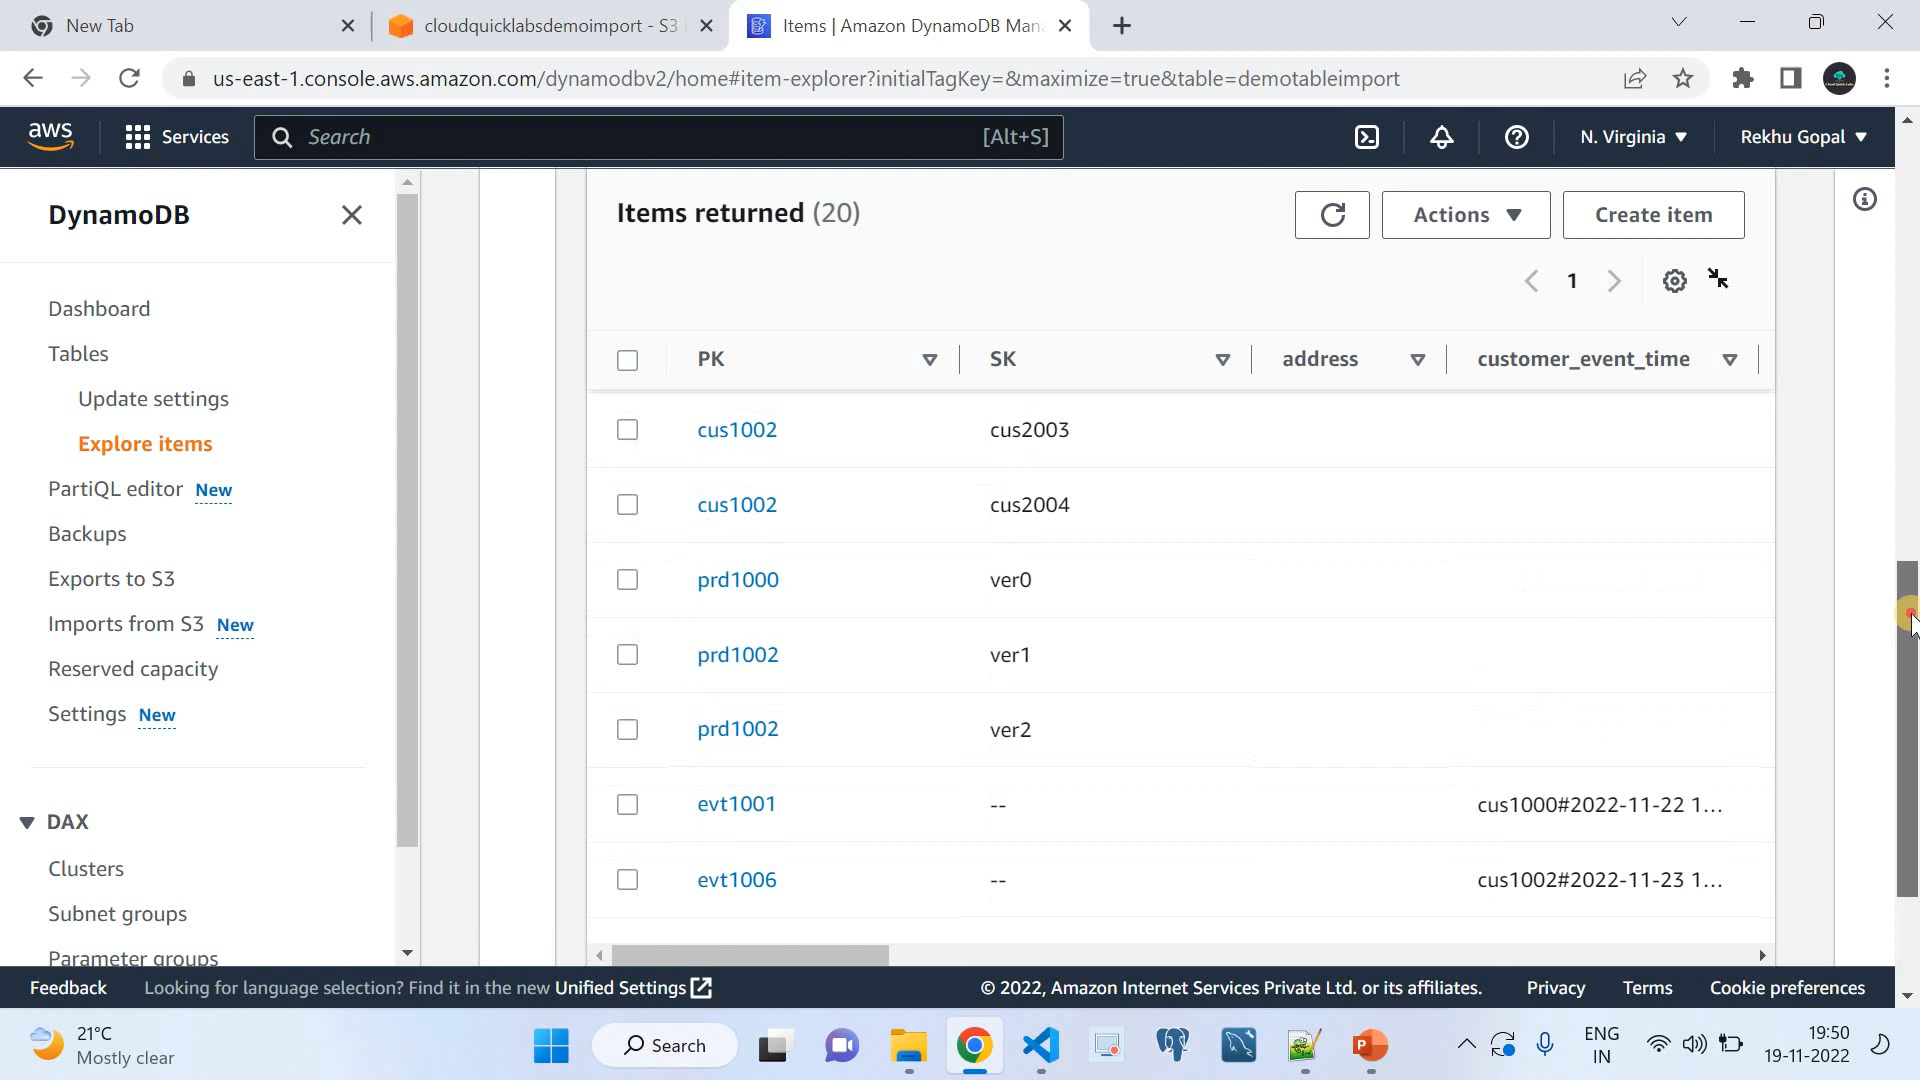 New Tab
cloudquicklabsdemoimport - S3
Items | Amazon DynamoDB Man
us-east-1.console.aws.amazon.com/dynamodbv2/home#item-explorer?initialTagKey=&maximize=true&table=demotableimport
aws
Services
Search
[Alt+S]
N. Virginia
Rekhu Gopal
DynamoDB
Dashboard
Tables
Update settings
Explore items
PartiQL editor New
Backups
Exports to S3
Imports from S3 New
Reserved capacity
Settings New
DAX
Clusters
Subnet groups
Parameter groups
Items returned (20)
Actions
Create item
1
PK SK address customer_event_time
cus1002 cus2003
cus1002 cus2004
prd1000 ver0
prd1002 ver1
prd1002 ver2
evt1001 -- cus1000#2022-11-22 1...
evt1006 -- cus1002#2022-11-23 1...
Feedback
Looking for language selection? Find it in the new Unified Settings
© 2022, Amazon Internet Services Private Ltd. or its affiliates.
Privacy
Terms
Cookie preferences
21°C
Mostly clear
Search
ENG
IN
19:50
19-11-2022